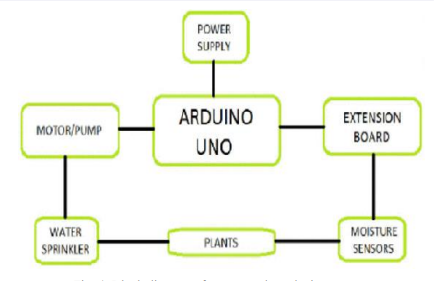 POWER
SUPPLY
MOTOR/PUMP
ARDUINO
UNO
EXTENSION
BOARD
WATER
SPRINKLER
PLANTS
MOISTURE
SENSORS